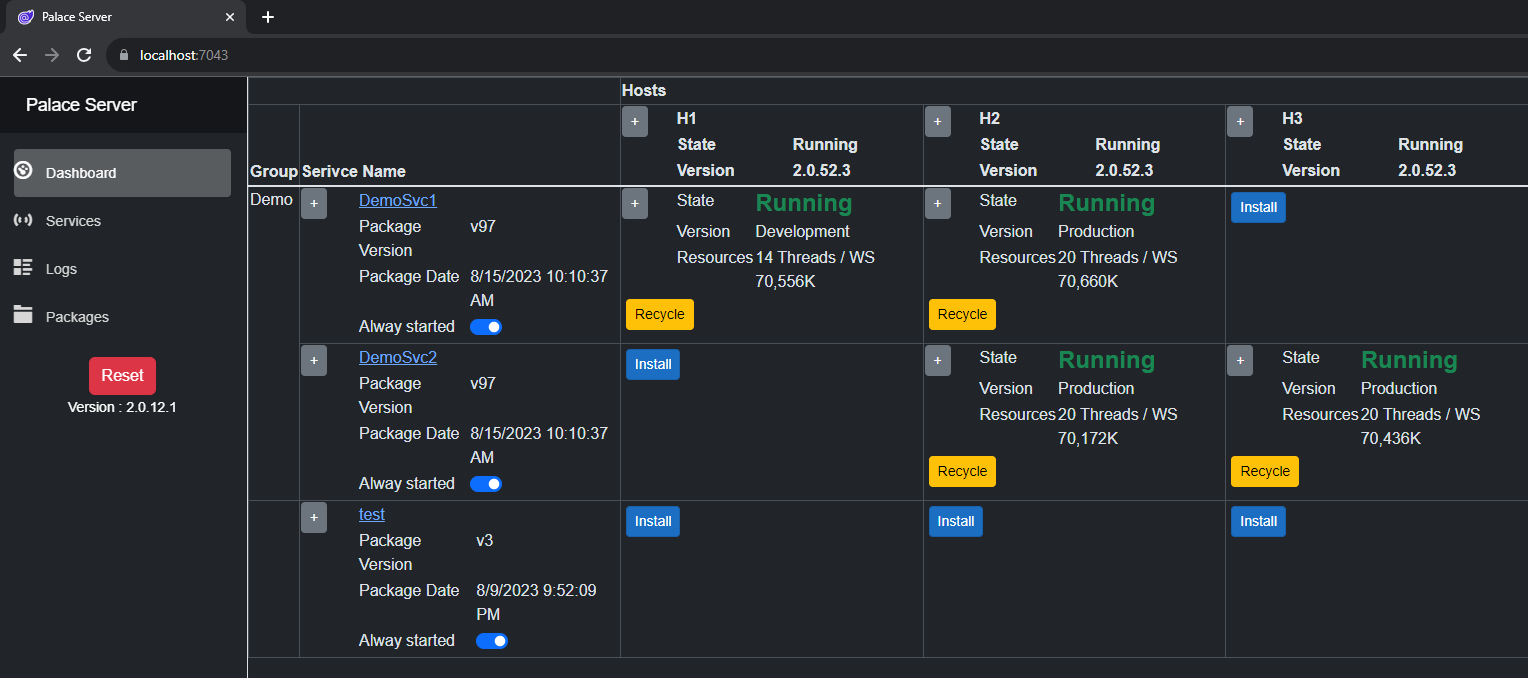 Palace Server
localhost:7043
Palace Server
Dashboard
Services
Logs
Packages
Reset
Version : 2.0.12.1
Hosts
Group Serivce Name
+ H1
State Running
Version 2.0.52.3
+ H2
State Running
Version 2.0.52.3
+ H3
State Running
Version 2.0.52.3
Demo
+ DemoSvc1
Package Version v97
Package Date 8/15/2023 10:10:37 AM
Alway started
+ State Running
Version Development
Resources 14 Threads / WS 70,556K
Recycle
+ State Running
Version Production
Resources 20 Threads / WS 70,660K
Recycle
Install
+ DemoSvc2
Package Version v97
Package Date 8/15/2023 10:10:37 AM
Alway started
Install
+ State Running
Version Production
Resources 20 Threads / WS 70,172K
Recycle
+ State Running
Version Production
Resources 20 Threads / WS 70,436K
Recycle
+ test
Package Version v3
Package Date 8/9/2023 9:52:09 PM
Alway started
Install
Install
Install